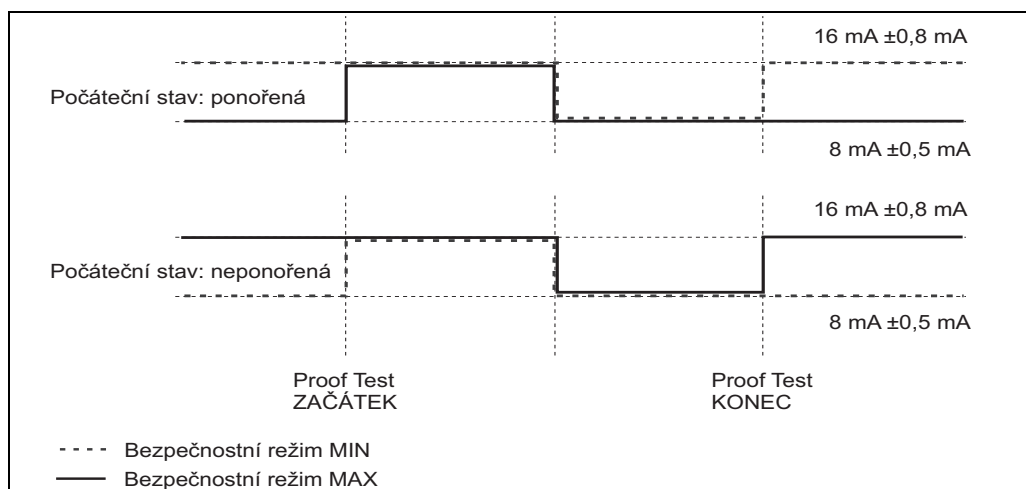 16 mA ±0,8 mA
Počáteční stav: ponořená
8 mA ±0,5 mA
16 mA ±0,8 mA
Počáteční stav: neponořená
8 mA ±0,5 mA
Proof Test
ZAČÁTEK
Proof Test
KONEC
Bezpečnostní režim MIN
Bezpečnostní režim MAX